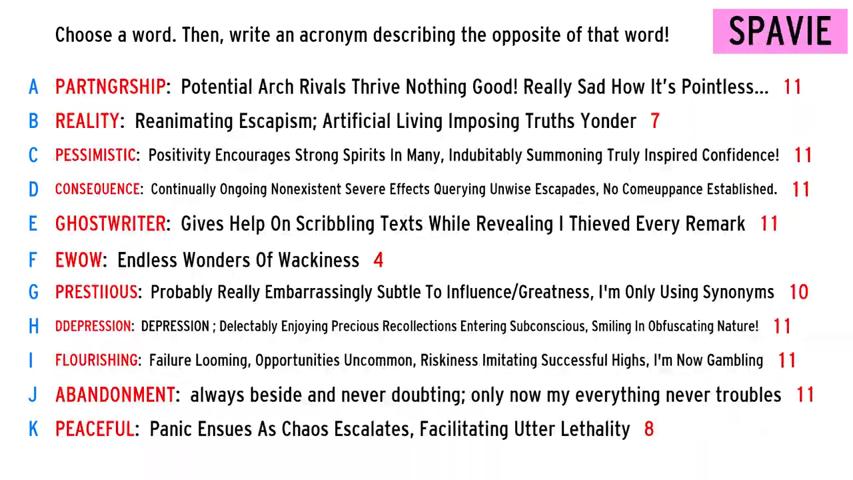 Choose a word. Then, write an acronym describing the opposite of that word!
SPAVIE
A PARTNGRSHIP: Potential Arch Rivals Thrive Nothing Good! Really Sad How It's Pointless... 11
B REALITY: Reanimating Escapism; Artificial Living Imposing Truths Yonder 7
C PESSIMISTIC: Positivity Encourages Strong Spirits In Many, Indubitably Summoning Truly Inspired Confidence! 11
D CONSEQUENCE: Continually Ongoing Nonexistent Severe Effects Querying Unwise Escapades, No Comeuppance Established. 11
E GHOSTWRITER: Gives Help On Scribbling Texts While Revealing I Thieved Every Remark 11
F EWOW: Endless Wonders Of Wackiness 4
G PRESTIIOUS: Probably Really Embarrassingly Subtle To Influence/Greatness, I'm Only Using Synonyms 10
H DDEPRESSION: DEPRESSION ; Delectably Enjoying Precious Recollections Entering Subconscious, Smiling In Obfuscating Nature! 11
I FLOURISHING: Failure Looming, Opportunities Uncommon, Riskiness Imitating Successful Highs, I'm Now Gambling 11
J ABANDONMENT: always beside and never doubting; only now my everything never troubles 11
K PEACEFUL: Panic Ensues As Chaos Escalates, Facilitating Utter Lethality 8